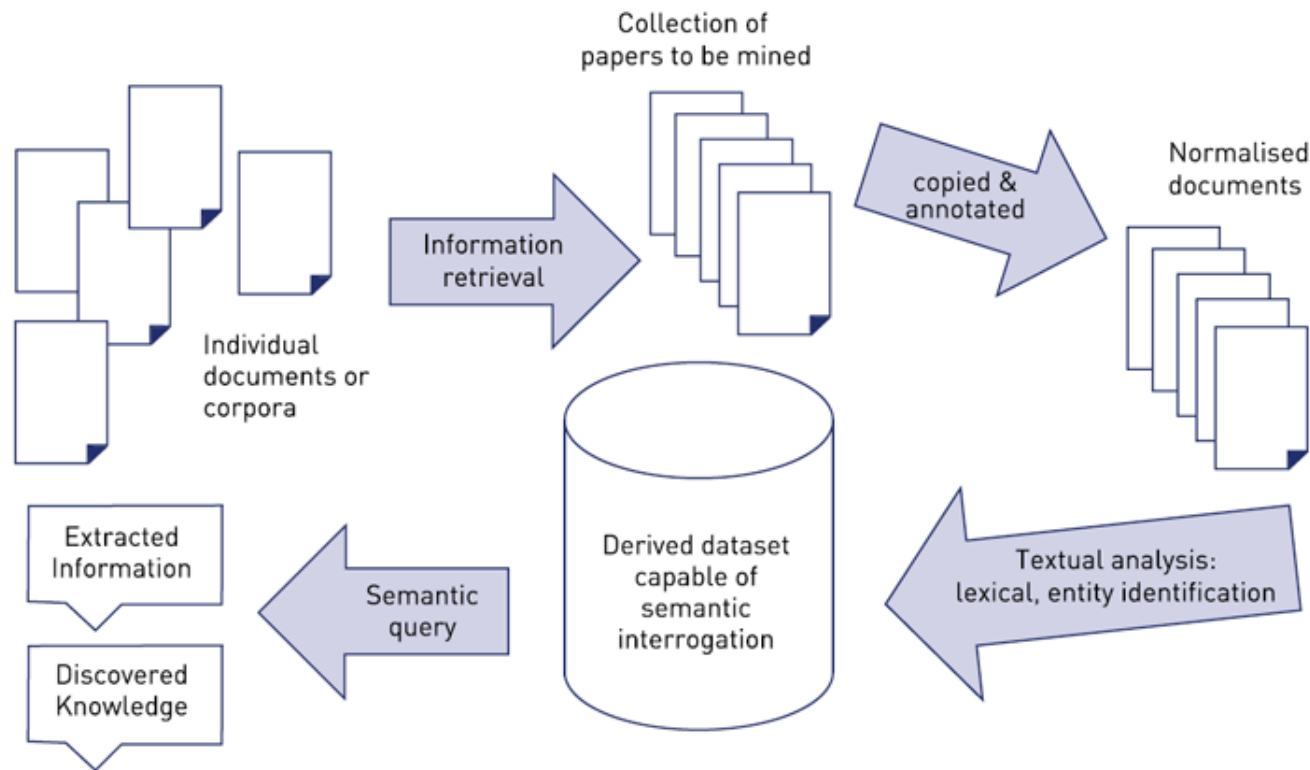 Collection of
papers to be mined
Individual
documents or
corpora
Information
retrieval
copied &
annotated
Normalised
documents
Textual analysis:
lexical, entity identification
Derived dataset
capable of
semantic
interrogation
Semantic
query
Extracted
Information
Discovered
Knowledge